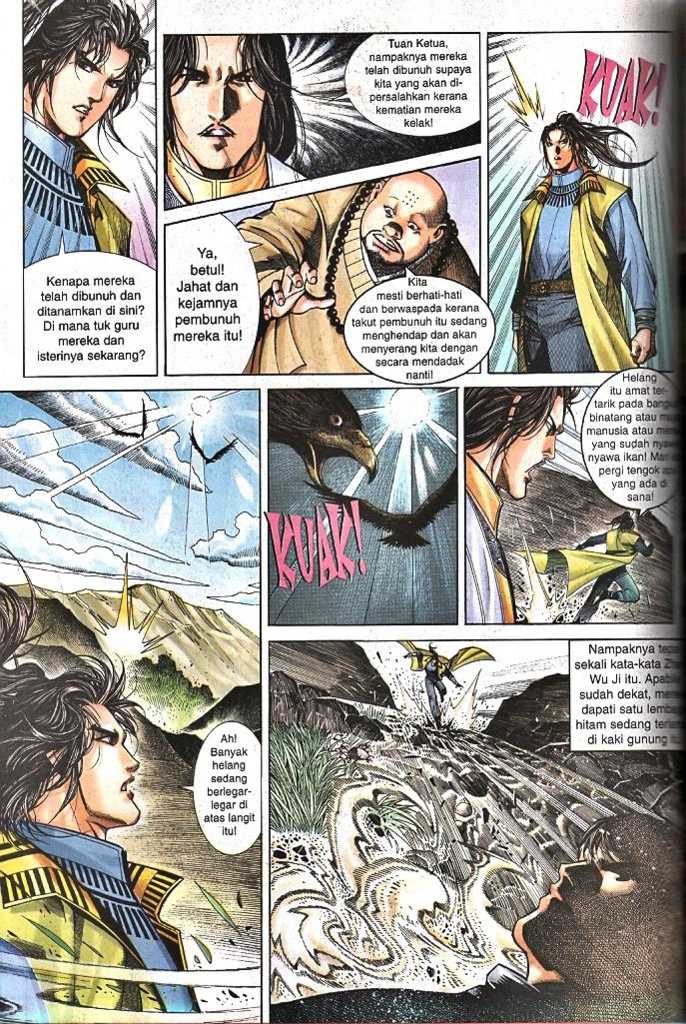 Kenapa mereka
telah dibunuh dan
ditanamkan di sini?
Di mana tuk guru
mereka dan
isterinya sekarang?
Tuan Ketua,
nampaknya mereka
telah dibunuh supaya
kita yang akan di-
persalahkan kerana
kematian mereka
kelak!
Ya,
betul!
Jahat dan
kejamnya
pembunuh
mereka itu!
Kita
mesti berhati-hati
dan berwaspada kerana
takut pembunuh itu sedang
menghendap dan akan
menyerang kita dengan
secara mendadak
nanti!
KUAK!
Ah!
Banyak
helang
sedang
berlegar-
legar di
atas langit
itu!
KUAK!
Helang
itu amat ter-
tarik pada
binatang atau
manusia atau
yang sudah
nyawa ikan!
pergi tengok
yang ada di
sana!
Nampaknya
sekali kata-kata
Wu Ji itu.
sudah dekat,
dapati satu
hitam sedang
di kaki gunung